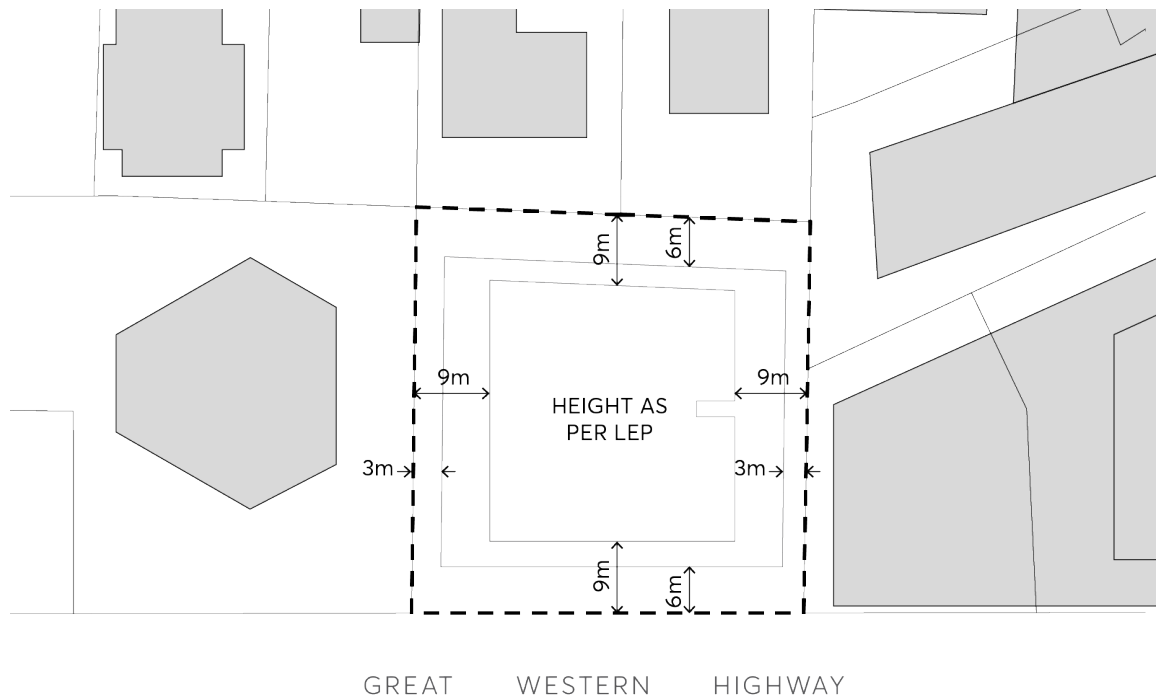 9m
6m
9m
9m
HEIGHT AS
PER LEP
3m
3m
9m
6m
GREAT WESTERN HIGHWAY